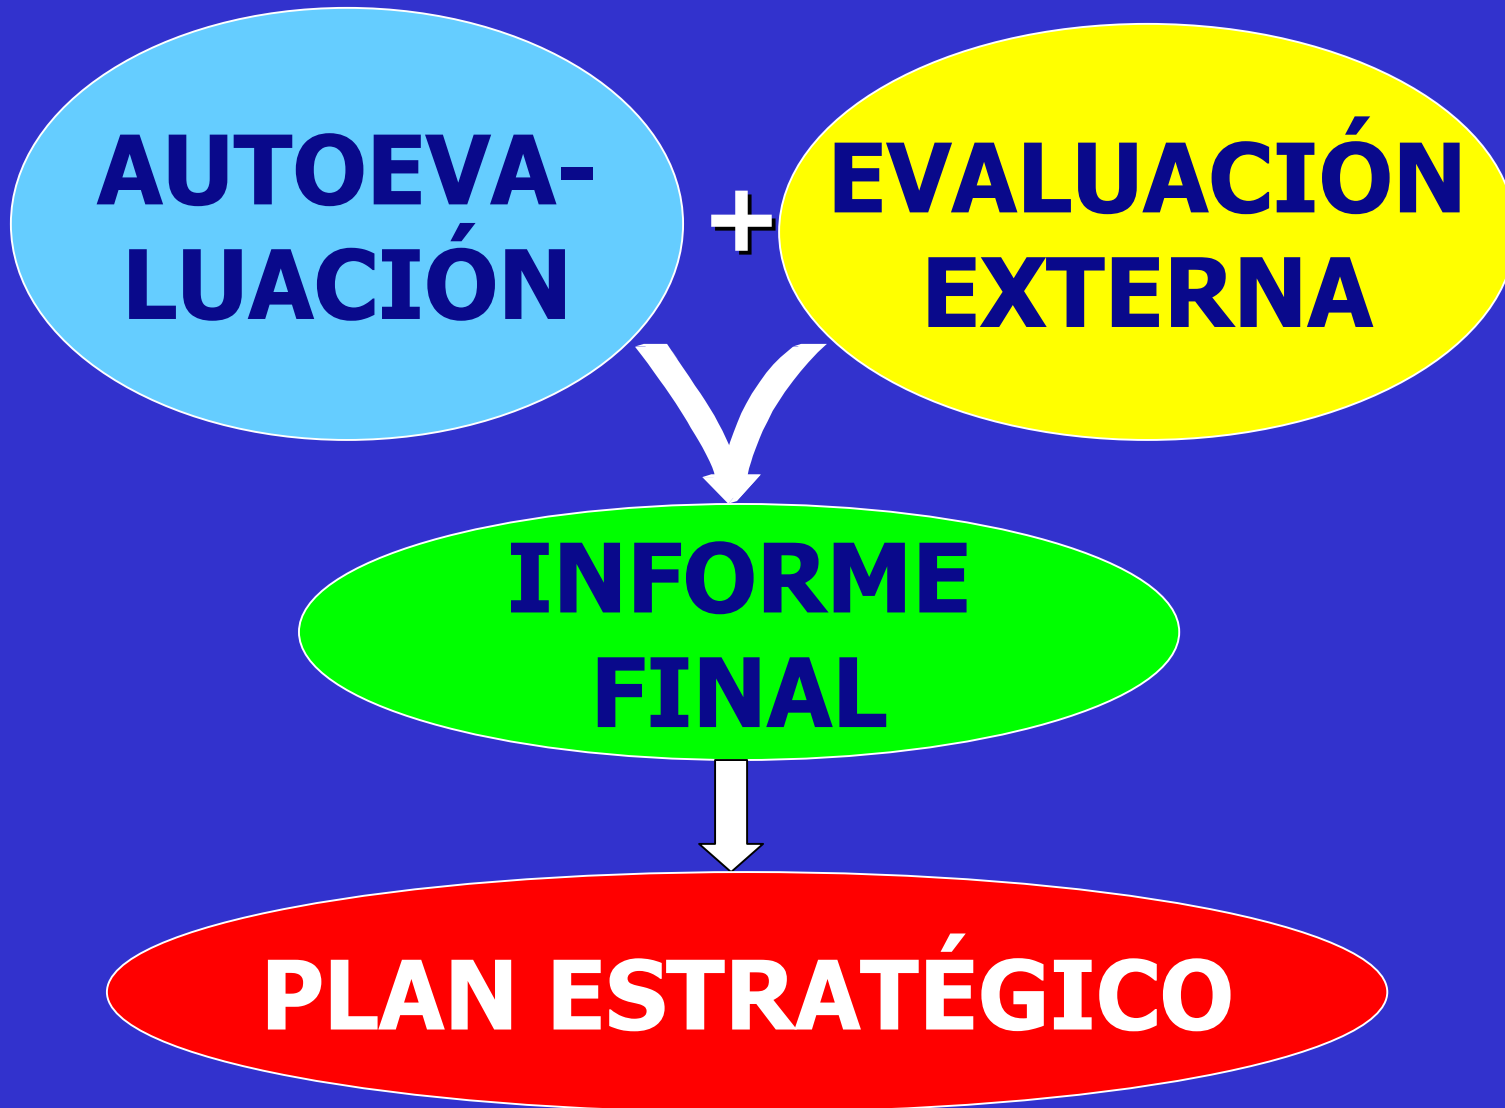 AUTOEVA-
LUACIÓN
+
EVALUACIÓN
EXTERNA
INFORME
FINAL
PLAN ESTRATÉGICO